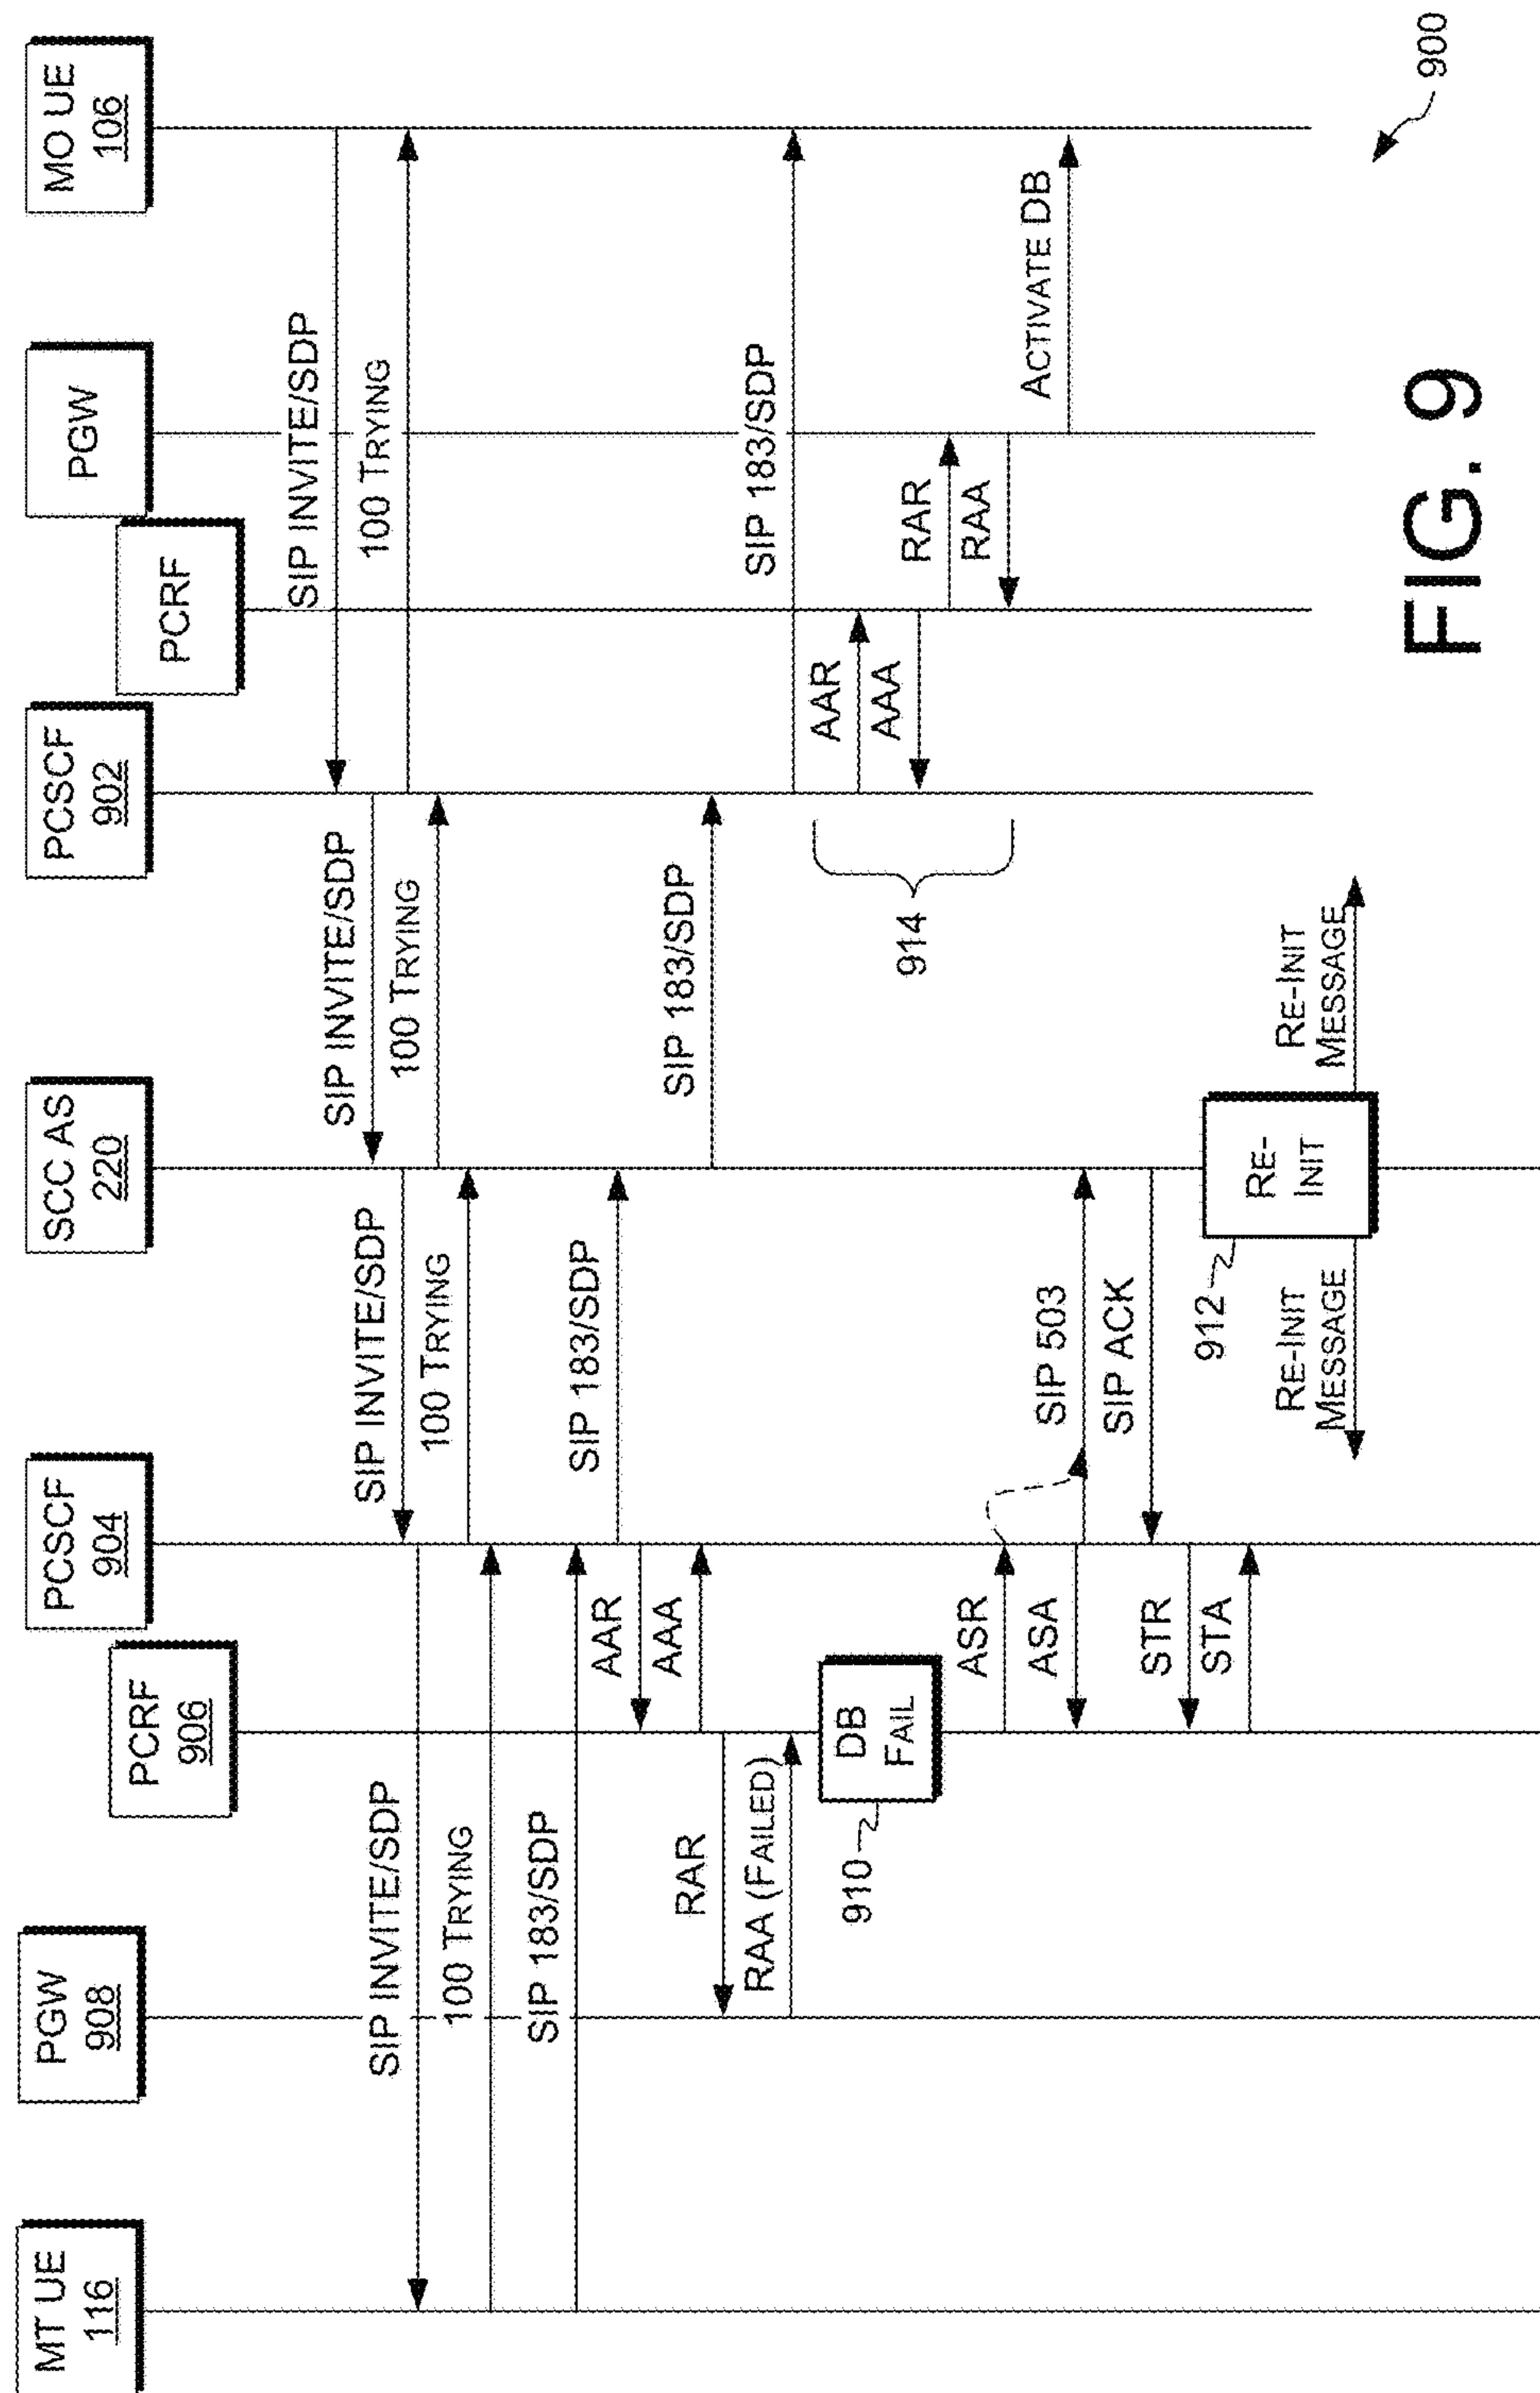 MT UE
116
PGW
908
PCRF
906
PCSCF
904
SCC AS
220
PCSCF
902
PCRF
PGW
MO UE
106
SIP INVITE/SDP
SIP INVITE/SDP
SIP INVITE/SDP
SIP INVITE/SDP
100 TRYING
100 TRYING
100 TRYING
100 TRYING
SIP 183/SDP
SIP 183/SDP
SIP 183/SDP
SIP 183/SDP
AAR
AAA
RAR
RAA (FAILED)
DB
FAIL
910
AAR
AAA
914
RAR
RAA
ACTIVATE DB
ASR
ASA
SIP 503
SIP ACK
STR
STA
912
RE-
INIT
RE-INIT
MESSAGE
RE-INIT
MESSAGE
FIG. 9
900